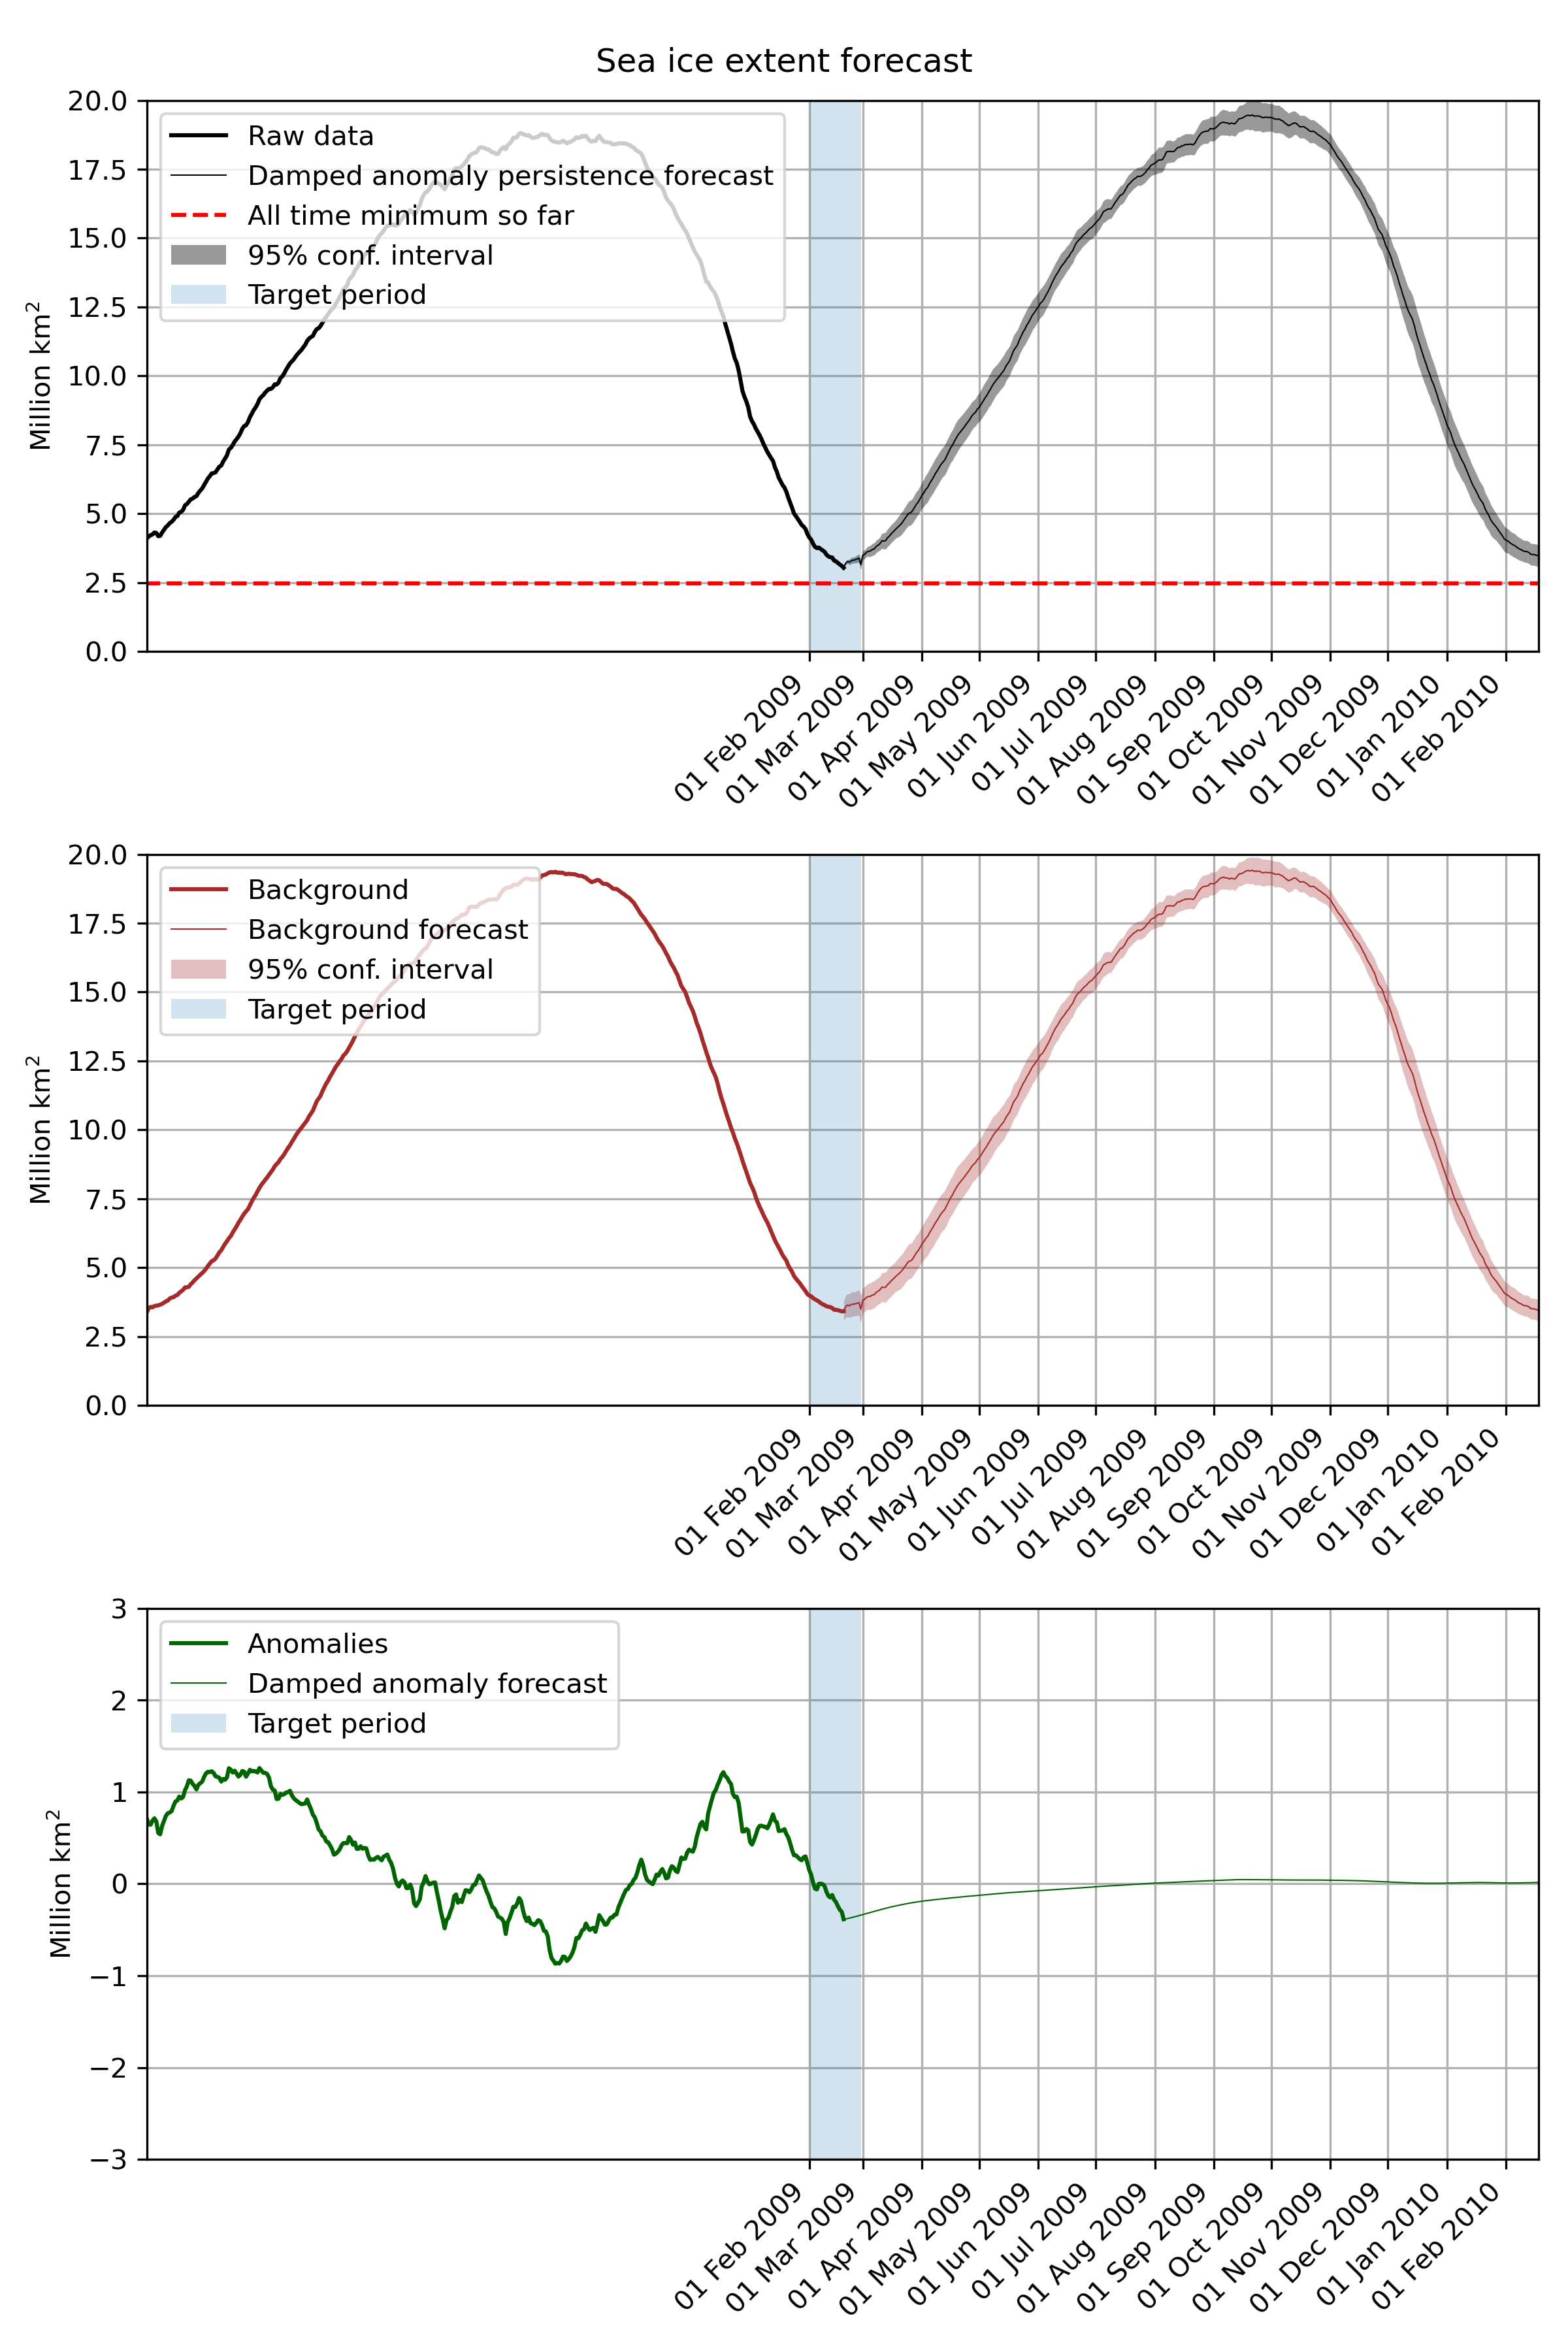 Sea ice extent forecast
20.0
17.5
15.0
12.5
10.0
7.5
5.0
2.5
0.0
Million km²
Raw data
Damped anomaly persistence forecast
All time minimum so far
95% conf. interval
Target period
01 Feb 2009
01 Mar 2009
01 Apr 2009
01 May 2009
01 Jun 2009
01 Jul 2009
01 Aug 2009
01 Sep 2009
01 Oct 2009
01 Nov 2009
01 Dec 2009
01 Jan 2010
01 Feb 2010
20.0
17.5
15.0
12.5
10.0
7.5
5.0
2.5
0.0
Million km²
Background
Background forecast
95% conf. interval
Target period
01 Feb 2009
01 Mar 2009
01 Apr 2009
01 May 2009
01 Jun 2009
01 Jul 2009
01 Aug 2009
01 Sep 2009
01 Oct 2009
01 Nov 2009
01 Dec 2009
01 Jan 2010
01 Feb 2010
3
2
1
0
−1
−2
−3
Million km²
Anomalies
Damped anomaly forecast
Target period
01 Feb 2009
01 Mar 2009
01 Apr 2009
01 May 2009
01 Jun 2009
01 Jul 2009
01 Aug 2009
01 Sep 2009
01 Oct 2009
01 Nov 2009
01 Dec 2009
01 Jan 2010
01 Feb 2010